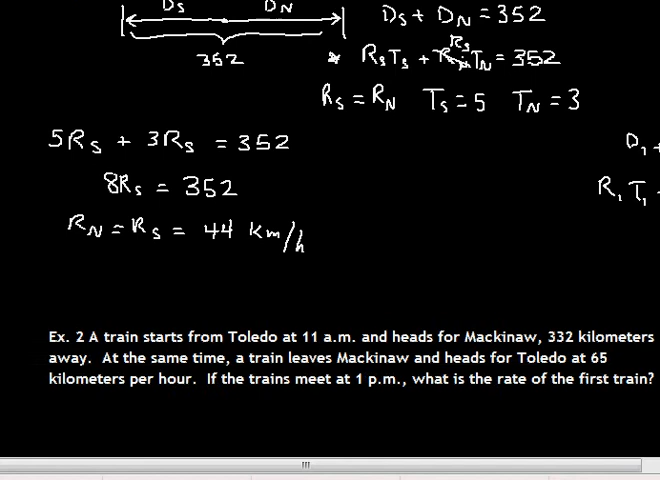 DS DN
DS + DN = 352
352
* RSTS + RSTN = 352
RS = RN TS = 5 TN = 3
5RS + 3RS = 352
D1 +
8RS = 352
R1 T1
RN = RS = 44 km/h
Ex. 2 A train starts from Toledo at 11 a.m. and heads for Mackinaw, 332 kilometers
away. At the same time, a train leaves Mackinaw and heads for Toledo at 65
kilometers per hour. If the trains meet at 1 p.m., what is the rate of the first train?